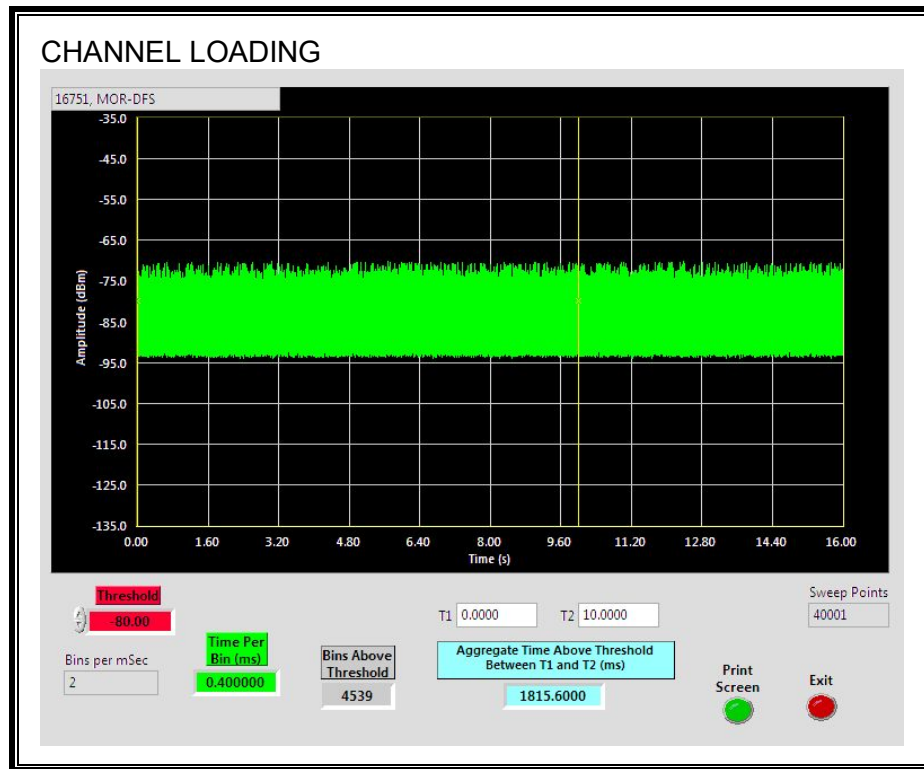 CHANNEL LOADING
16751, MOR-DFS
-35.0
-45.0
-55.0
-65.0
-75.0
-85.0
-95.0
-105.0
-115.0
-125.0
-135.0
Amplitude (dBm)
0.00 1.60 3.20 4.80 6.40 8.00 9.60 11.20 12.80 14.40 16.00
Time (s)
Threshold
-80.00
Bins per mSec
2
Time Per
Bin (ms)
0.400000
Bins Above
Threshold
4539
T1 0.0000 T2 10.0000
Aggregate Time Above Threshold
Between T1 and T2 (ms)
1815.6000
Sweep Points
40001
Print
Screen
Exit